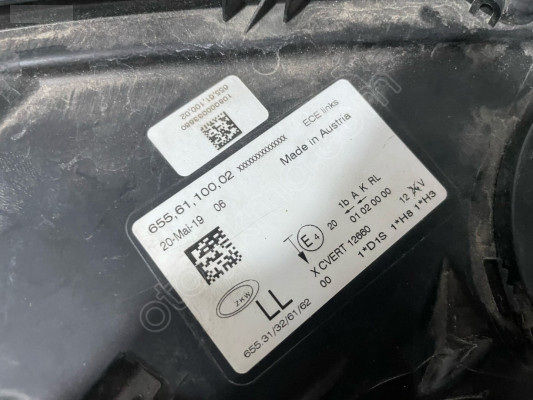 655.61.100.02
655.61.100.02 xxxxxxxxxxxxxx ECE links
20-Mai-19 06 Made in Austria
ZKW
LL
655.31/32/61/62
E4 20 1b A K RL
01 02 00 00
X CVERT 12660
00
12 V
1*D1S 1*H8 1*H3